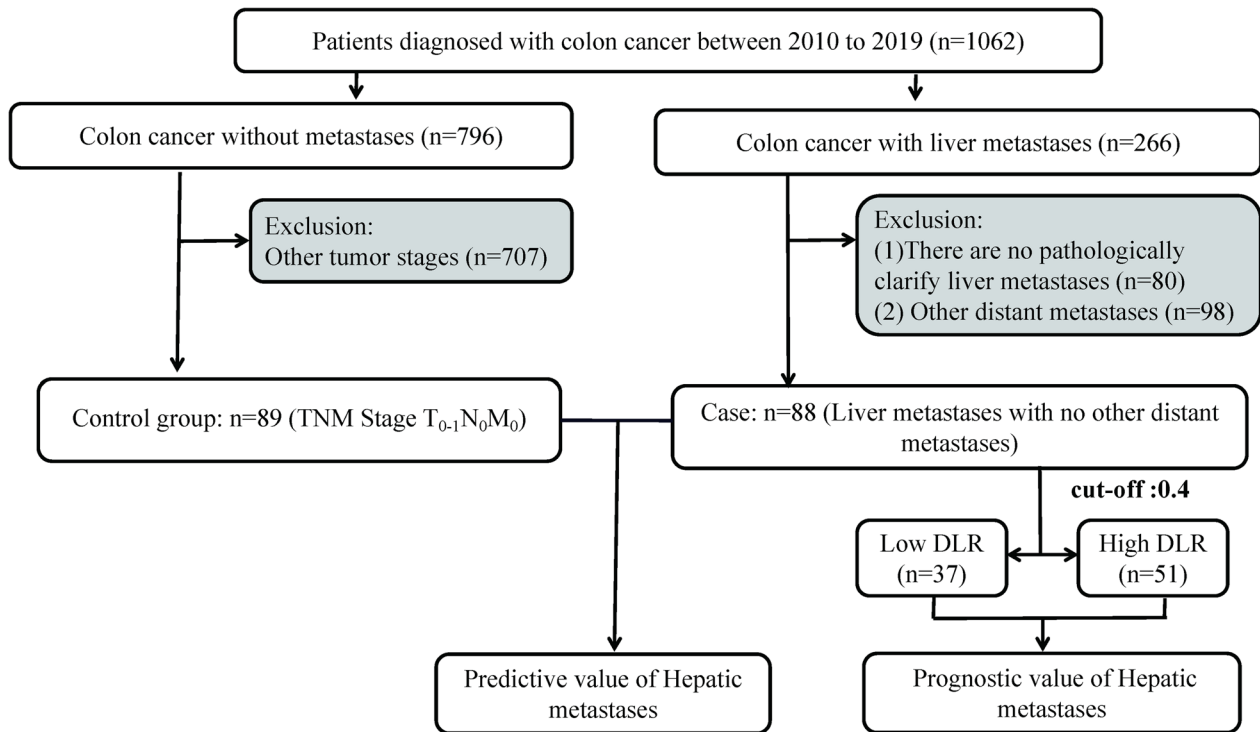 Patients diagnosed with colon cancer between 2010 to 2019 (n=1062)
Colon cancer without metastases (n=796)
Colon cancer with liver metastases (n=266)
Exclusion:
Other tumor stages (n=707)
Exclusion:
(1)There are no pathologically
clarify liver metastases (n=80)
(2) Other distant metastases (n=98)
Control group: n=89 (TNM Stage T₀₋₁N₀M₀)
Case: n=88 (Liver metastases with no other distant
metastases)
cut-off :0.4
Low DLR
(n=37)
High DLR
(n=51)
Predictive value of Hepatic
metastases
Prognostic value of Hepatic
metastases